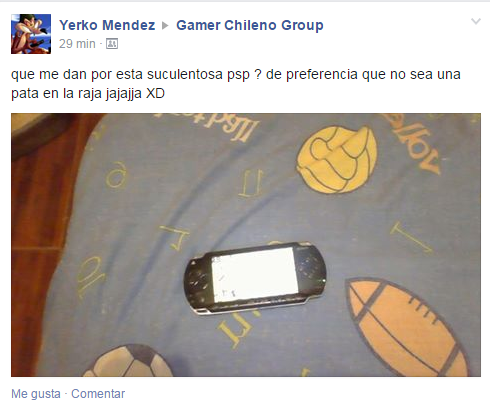 Yerko Mendez ▸ Gamer Chileno Group
29 min ·
que me dan por esta suculentosa psp ? de preferencia que no sea una
pata en la raja jajajja XD
Me gusta · Comentar